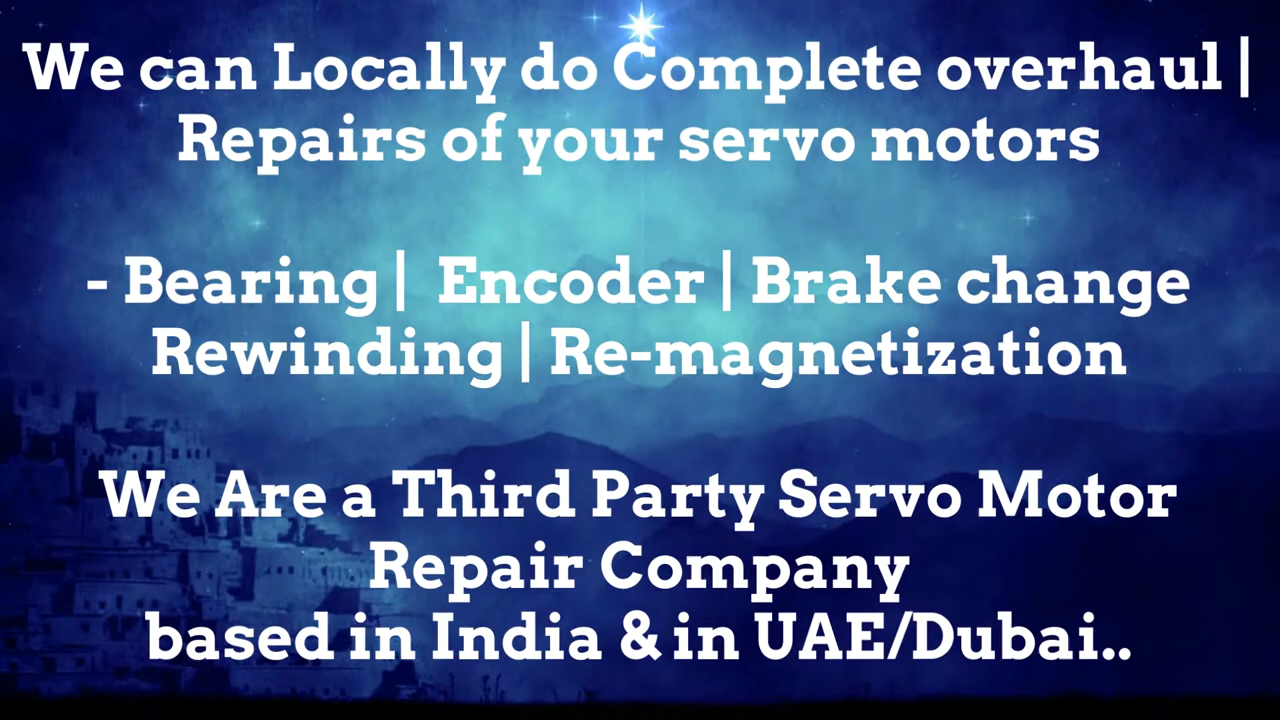 We can Locally do Complete overhaul |
Repairs of your servo motors
- Bearing |  Encoder | Brake change
Rewinding | Re-magnetization
We Are a Third Party Servo Motor
Repair Company
based in India & in UAE/Dubai..